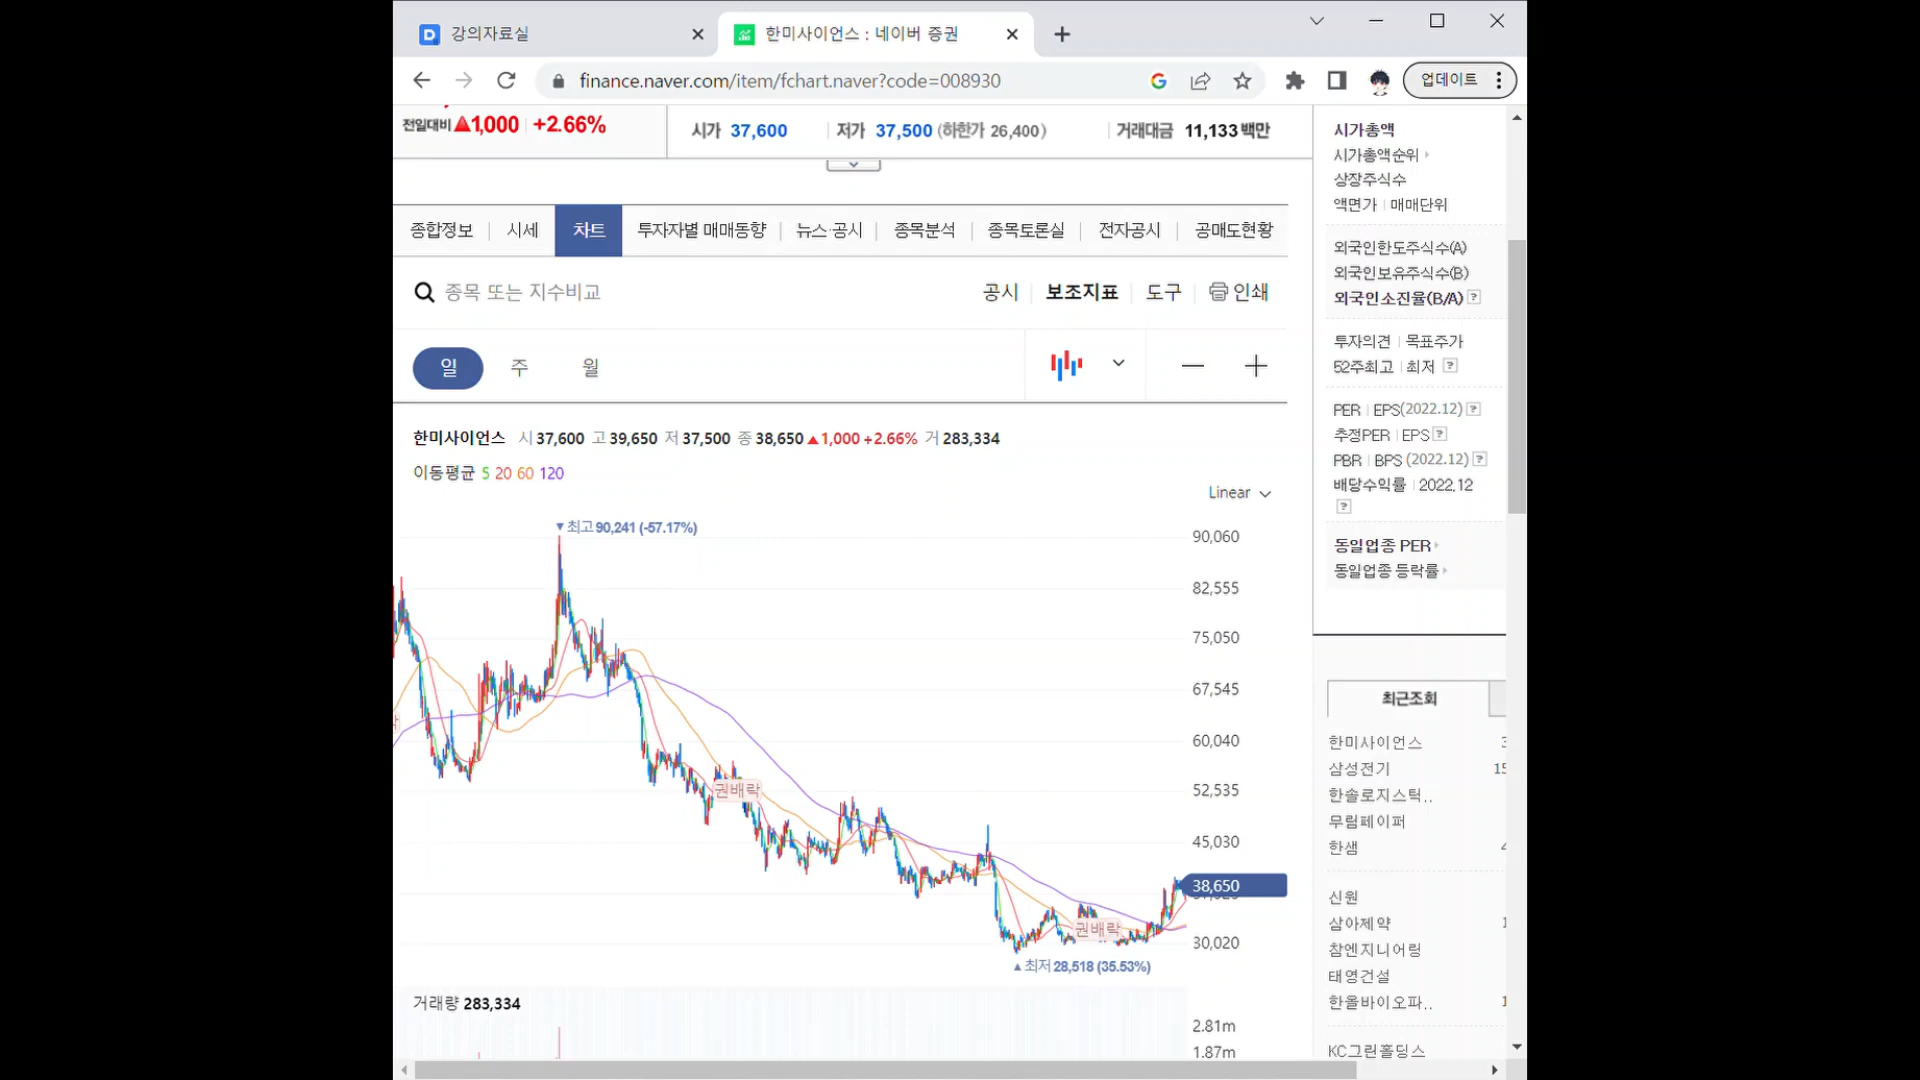 강의자료실
한미사이언스 : 네이버 증권
finance.naver.com/item/fchart.naver?code=008930
업데이트
전일대비 ▲1,000 +2.66%
시가 37,600 저가 37,500 (하한가 26,400) 거래대금 11,133 백만
종합정보 시세 차트 투자자별 매매동향 뉴스·공시 종목분석 종목토론실 전자공시 공매도현황
종목 또는 지수비교 공시 보조지표 도구 인쇄
일 주 월
한미사이언스 시 37,600 고 39,650 저 37,500 종 38,650 ▲1,000 +2.66% 거 283,334
이동평균 5 20 60 120
Linear
▼최고 90,241 (-57.17%)
90,060
82,555
75,050
67,545
60,040
52,535
45,030
38,650
30,020
권배락
권배락
▲최저 28,518 (35.53%)
거래량 283,334
2.81m
1.87m
시가총액
시가총액순위
상장주식수
액면가 매매단위
외국인한도주식수(A)
외국인보유주식수(B)
외국인소진율(B/A) ?
투자의견 목표주가
52주최고 최저 ?
PER EPS(2022.12) ?
추정PER EPS ?
PBR BPS (2022.12) ?
배당수익률 2022.12
?
동일업종 PER
동일업종 등락률
최근조회
한미사이언스
삼성전기 15
한솔로지스틱..
무림페이퍼
한샘 4
신원
삼아제약 1
참엔지니어링
태영건설
한올바이오파.. 1
KC그린홀딩스